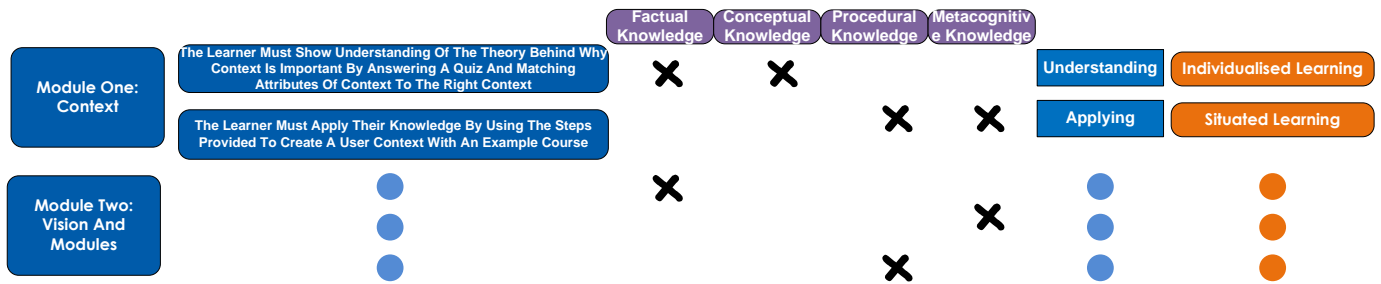 Factual
Knowledge
Conceptual
Knowledge
Procedural
Knowledge
Metacognitiv
e Knowledge
Module One:
Context
The Learner Must Show Understanding Of The Theory Behind Why
Context Is Important By Answering A Quiz And Matching
Attributes Of Context To The Right Context
Understanding
Individualised Learning
The Learner Must Apply Their Knowledge By Using The Steps
Provided To Create A User Context With An Example Course
Applying
Situated Learning
Module Two:
Vision And
Modules